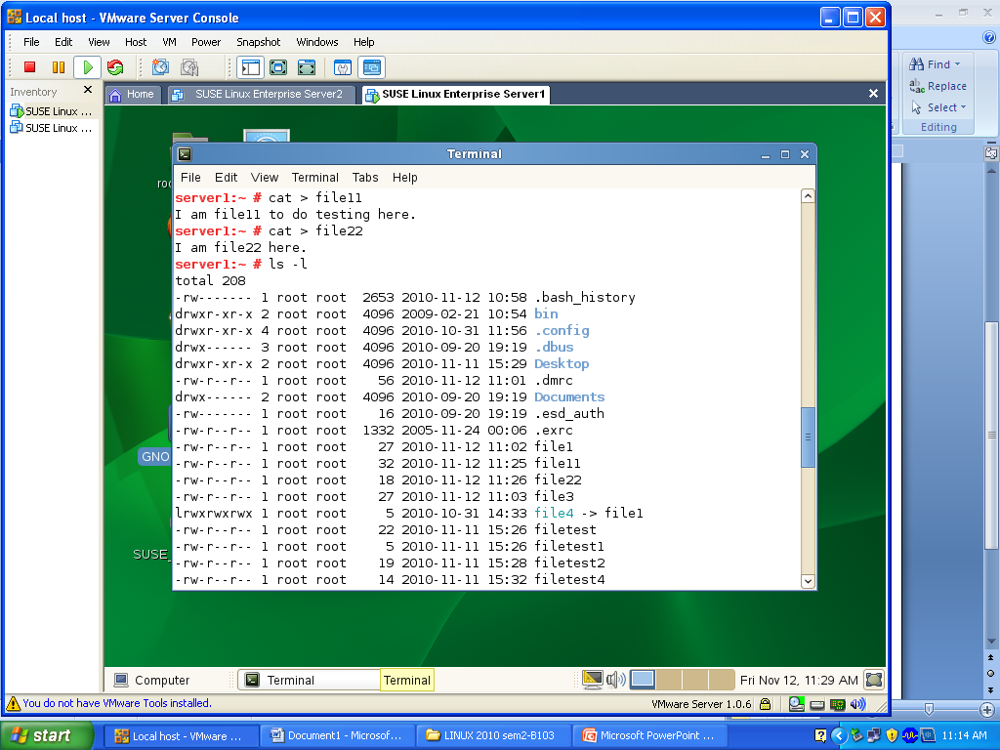 Local host - VMware Server Console
File Edit View Host VM Power Snapshot Windows Help
Find
Replace
Select
Editing
Inventory
SUSE Linux ...
SUSE Linux ...
Home
SUSE Linux Enterprise Server2
SUSE Linux Enterprise Server1
Terminal
File Edit View Terminal Tabs Help
server1:~ # cat > file11
I am file11 to do testing here.
server1:~ # cat > file22
I am file22 here.
server1:~ # ls -l
total 208
-rw------- 1 root root 2653 2010-11-12 10:58 .bash_history
drwxr-xr-x 2 root root 4096 2009-02-21 10:54 bin
drwxr-xr-x 4 root root 4096 2010-10-31 11:56 .config
drwx------ 3 root root 4096 2010-09-20 19:19 .dbus
drwxr-xr-x 2 root root 4096 2010-11-11 15:29 Desktop
-rw-r--r-- 1 root root 56 2010-11-12 11:01 .dmrc
drwx------ 2 root root 4096 2010-09-20 19:19 Documents
-rw------- 1 root root 16 2010-09-20 19:19 .esd_auth
-rw-r--r-- 1 root root 1332 2005-11-24 00:06 .exrc
-rw-r--r-- 1 root root 27 2010-11-12 11:02 file1
-rw-r--r-- 1 root root 32 2010-11-12 11:25 file11
-rw-r--r-- 1 root root 18 2010-11-12 11:26 file22
-rw-r--r-- 1 root root 27 2010-11-12 11:03 file3
lrwxrwxrwx 1 root root 5 2010-10-31 14:33 file4 -> file1
-rw-r--r-- 1 root root 22 2010-11-11 15:26 filetest
-rw-r--r-- 1 root root 5 2010-11-11 15:26 filetest1
-rw-r--r-- 1 root root 19 2010-11-11 15:28 filetest2
-rw-r--r-- 1 root root 14 2010-11-11 15:32 filetest4
roo
GNO
SUSE_
Computer
Terminal
Terminal
Fri Nov 12, 11:29 AM
You do not have VMware Tools installed.
VMware Server 1.0.6
start
Local host - VMware ...
Document1 - Microsof...
LINUX 2010 sem2-B103
Microsoft PowerPoint ...
11:14 AM